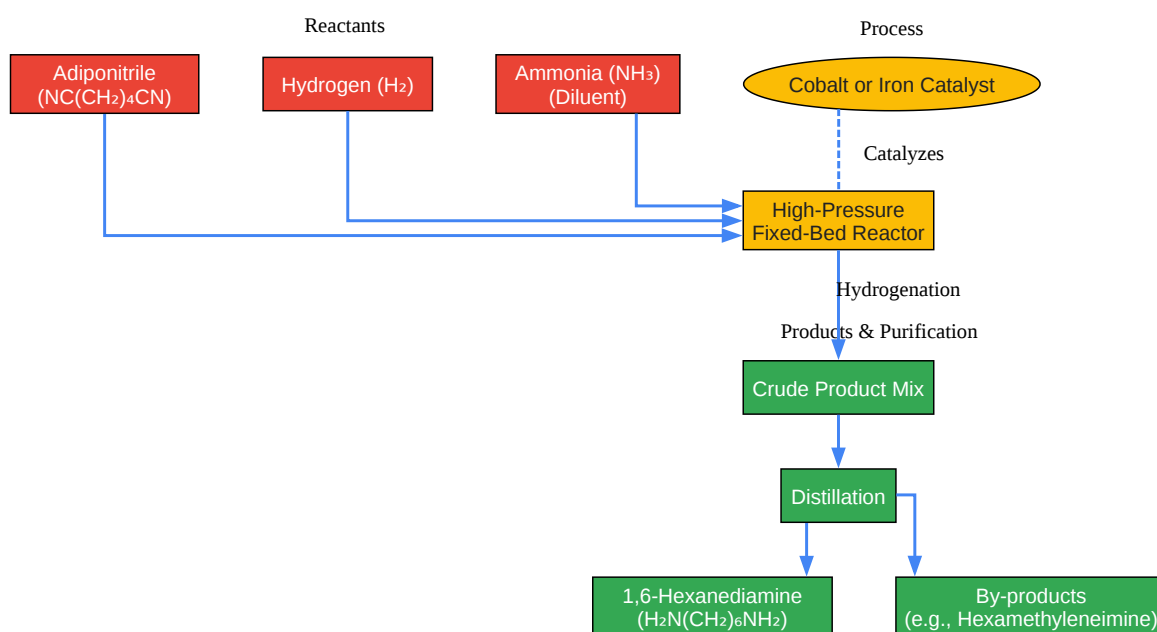 Reactants
Process
Adiponitrile
(NC(CH₂)₄CN)
Hydrogen (H₂)
Ammonia (NH₃)
(Diluent)
Cobalt or Iron Catalyst
Catalyzes
High-Pressure
Fixed-Bed Reactor
Hydrogenation
Products & Purification
Crude Product Mix
Distillation
1,6-Hexanediamine
(H₂N(CH₂)₆NH₂)
By-products
(e.g., Hexamethyleneimine)